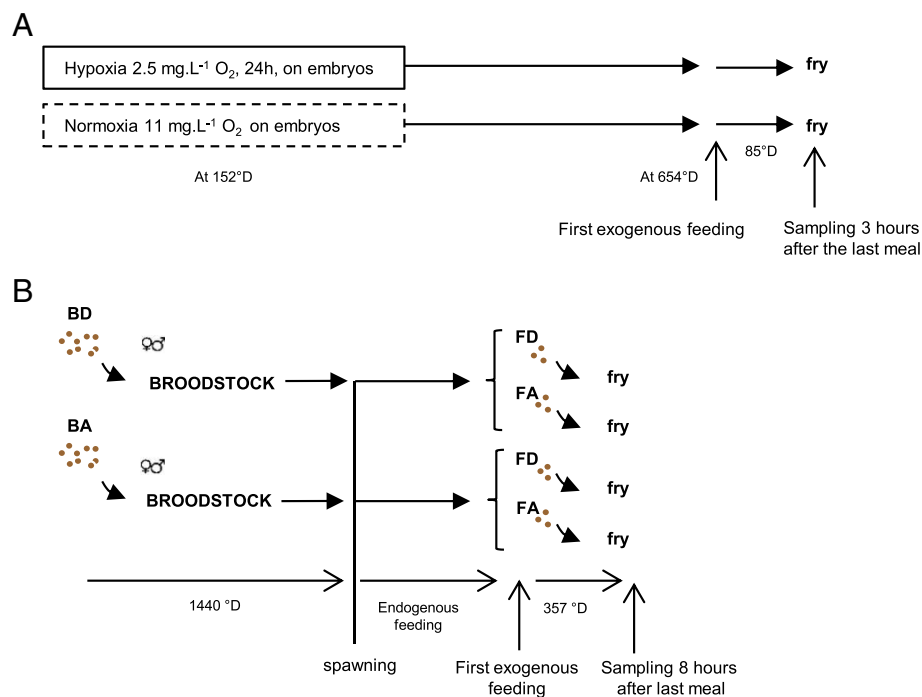 A
Hypoxia 2.5 mg.L⁻¹ O₂, 24h, on embryos
fry
Normoxia 11 mg.L⁻¹ O₂ on embryos
fry
At 152°D
At 654°D
85°D
First exogenous feeding
Sampling 3 hours
after the last meal
B
BD
♀♂
BROODSTOCK
FD
fry
FA
fry
BA
♀♂
BROODSTOCK
FD
fry
FA
fry
1440 °D
Endogenous
feeding
357 °D
spawning
First exogenous
feeding
Sampling 8 hours
after last meal